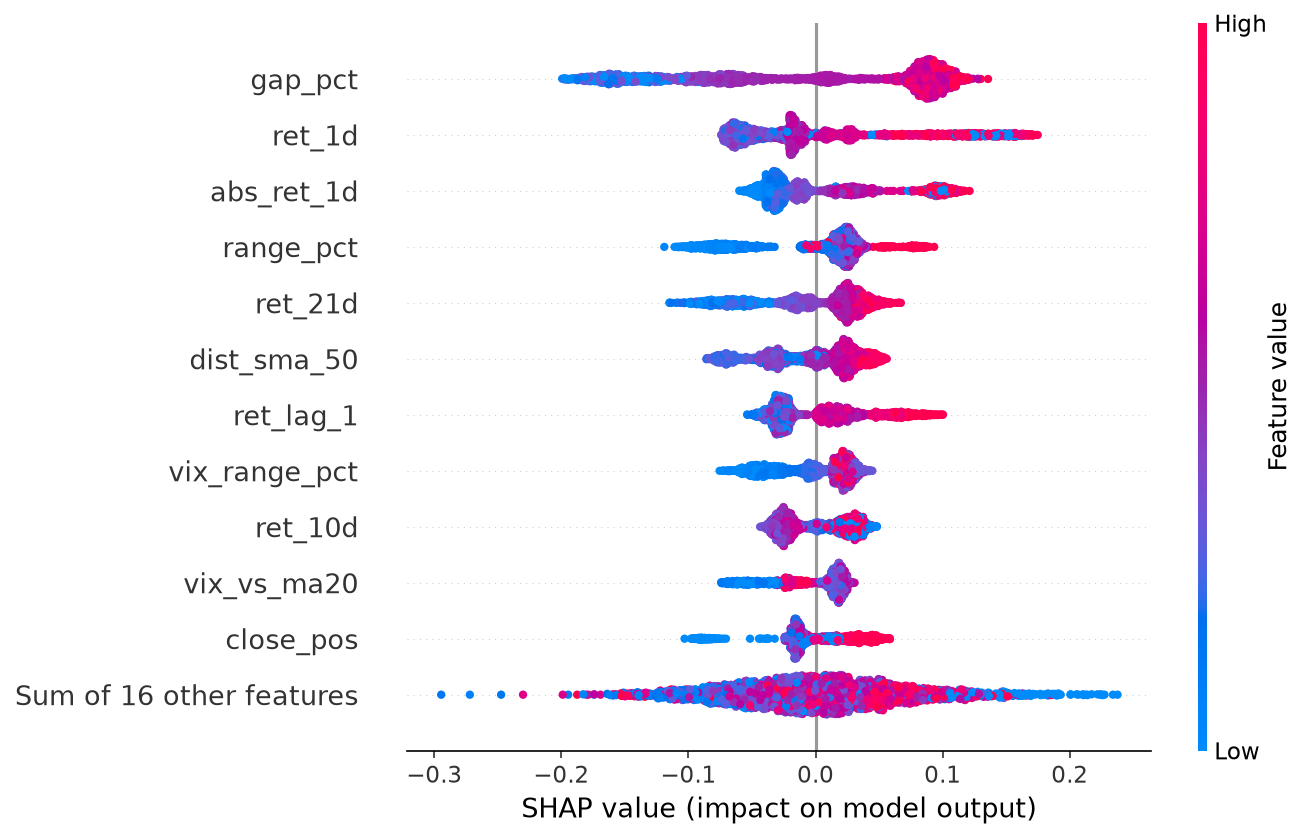 High
gap_pct
ret_1d
abs_ret_1d
range_pct
ret_21d
dist_sma_50
ret_lag_1
vix_range_pct
ret_10d
vix_vs_ma20
close_pos
Sum of 16 other features
Feature value
Low
−0.3 −0.2 −0.1 0.0 0.1 0.2
SHAP value (impact on model output)